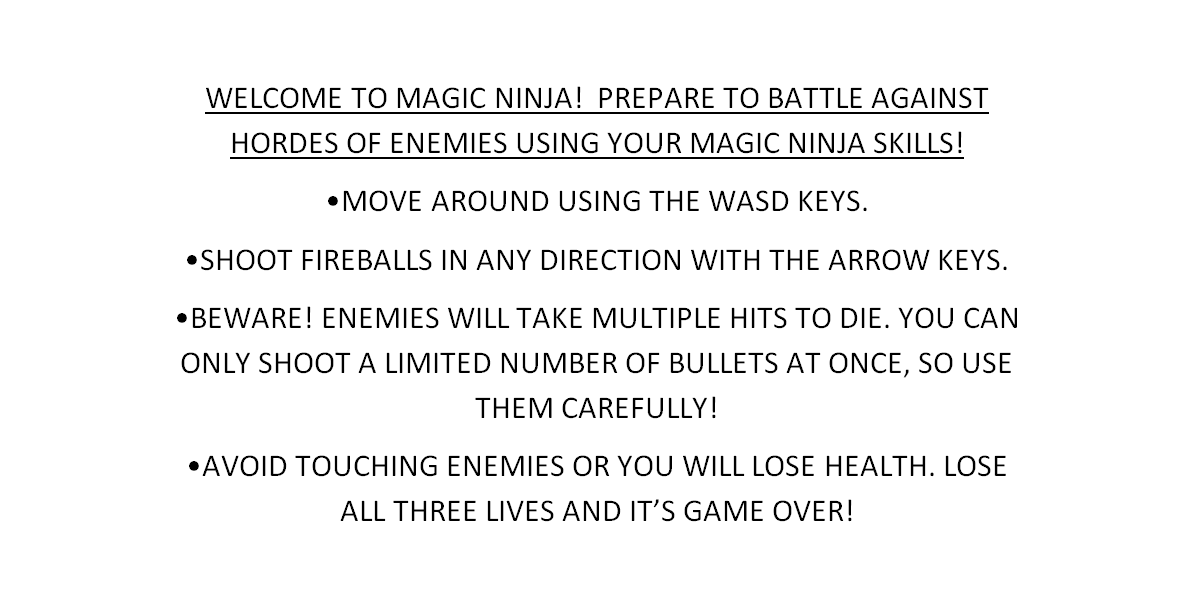 WELCOME TO MAGIC NINJA!  PREPARE TO BATTLE AGAINST
HORDES OF ENEMIES USING YOUR MAGIC NINJA SKILLS!
•MOVE AROUND USING THE WASD KEYS.
•SHOOT FIREBALLS IN ANY DIRECTION WITH THE ARROW KEYS.
•BEWARE! ENEMIES WILL TAKE MULTIPLE HITS TO DIE. YOU CAN
ONLY SHOOT A LIMITED NUMBER OF BULLETS AT ONCE, SO USE
THEM CAREFULLY!
•AVOID TOUCHING ENEMIES OR YOU WILL LOSE HEALTH. LOSE
ALL THREE LIVES AND IT’S GAME OVER!